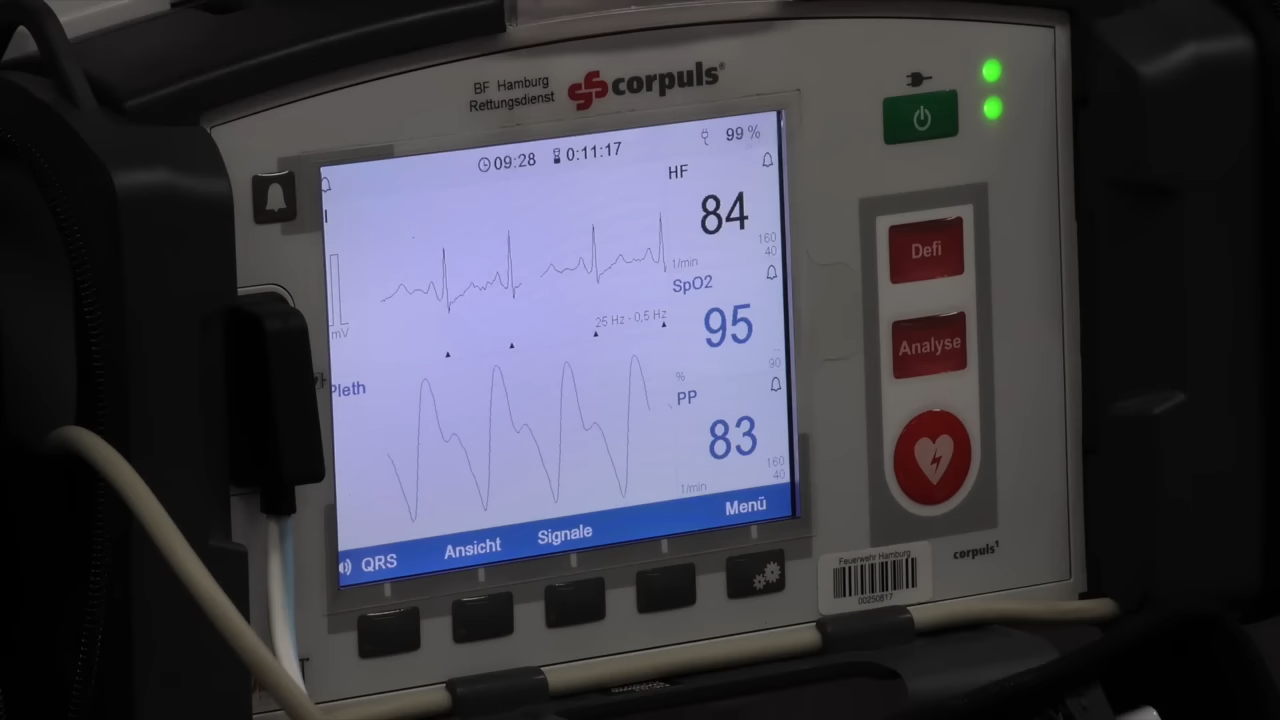 BF Hamburg
Rettungsdienst
corpuls®
09:28 0:11:17 99 %
I
HF
84
160
40
1/min
mV
25 Hz - 0,5 Hz
SpO2
95
--
90
%
Pleth
PP
83
160
40
1/min
QRS Ansicht Signale Menü
Defi
Analyse
Feuerwehr Hamburg
00250817
corpuls¹